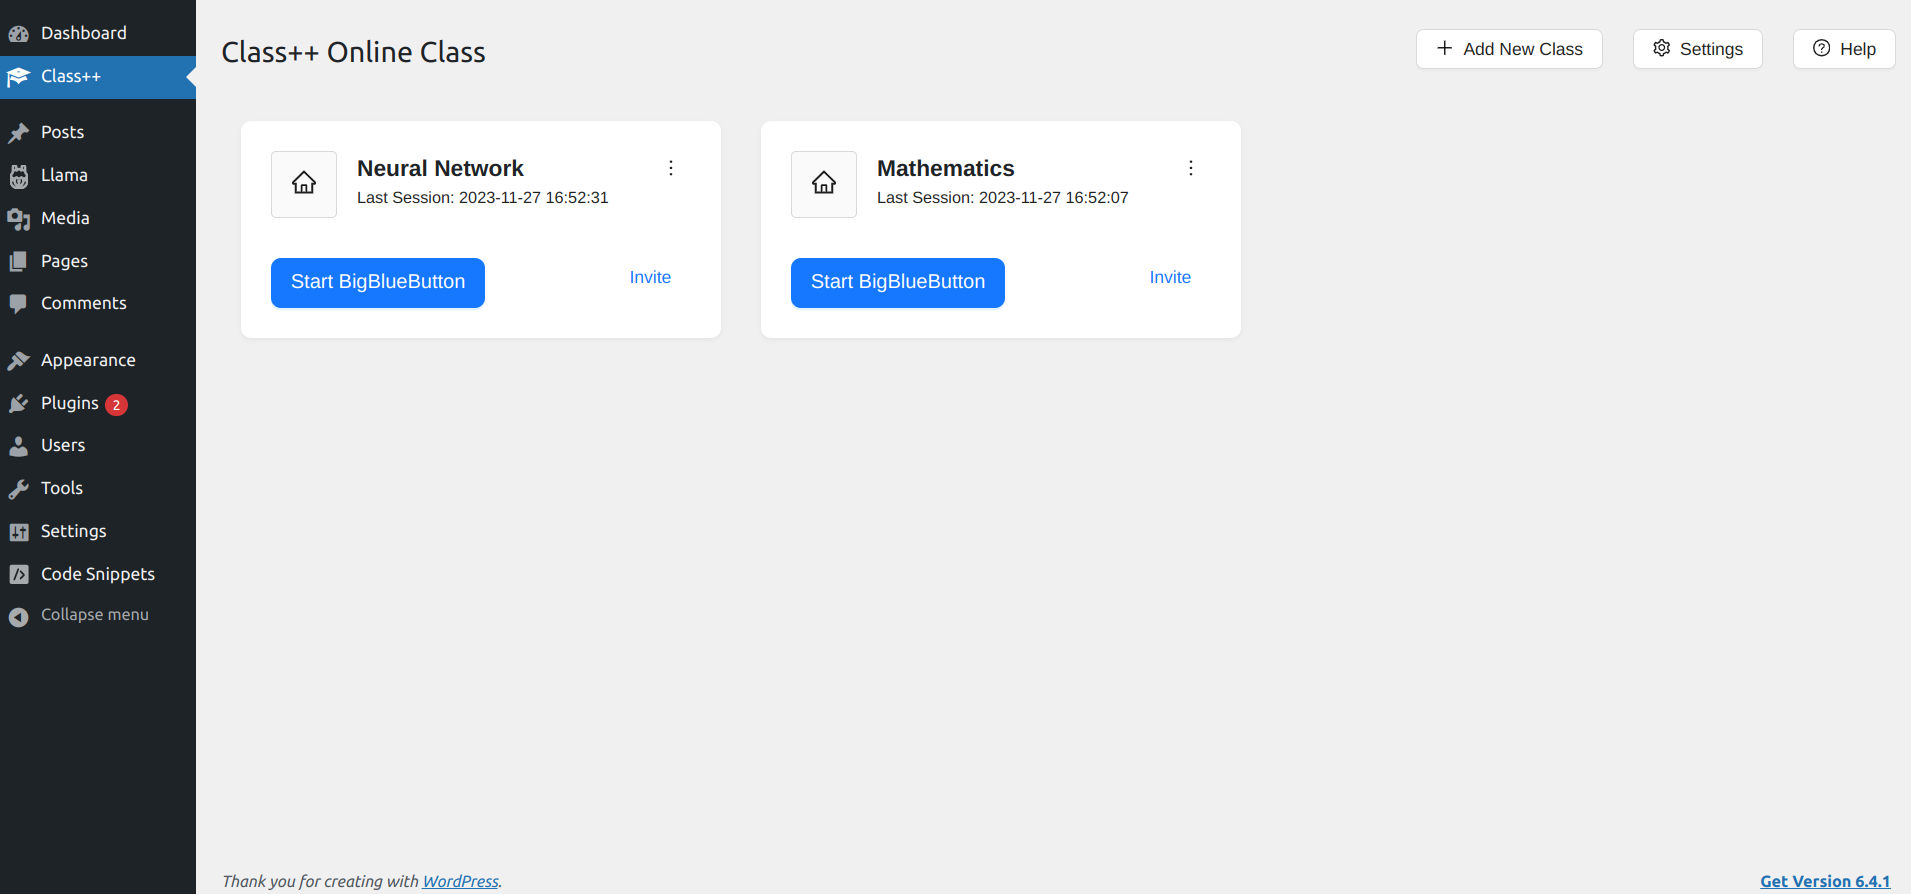 Dashboard
Class++
Posts
Llama
Media
Pages
Comments
Appearance
Plugins 2
Users
Tools
Settings
Code Snippets
Collapse menu
Class++ Online Class
Add New Class
Settings
Help
Neural Network
Last Session: 2023-11-27 16:52:31
Start BigBlueButton
Invite
Mathematics
Last Session: 2023-11-27 16:52:07
Start BigBlueButton
Invite
Thank you for creating with WordPress.
Get Version 6.4.1